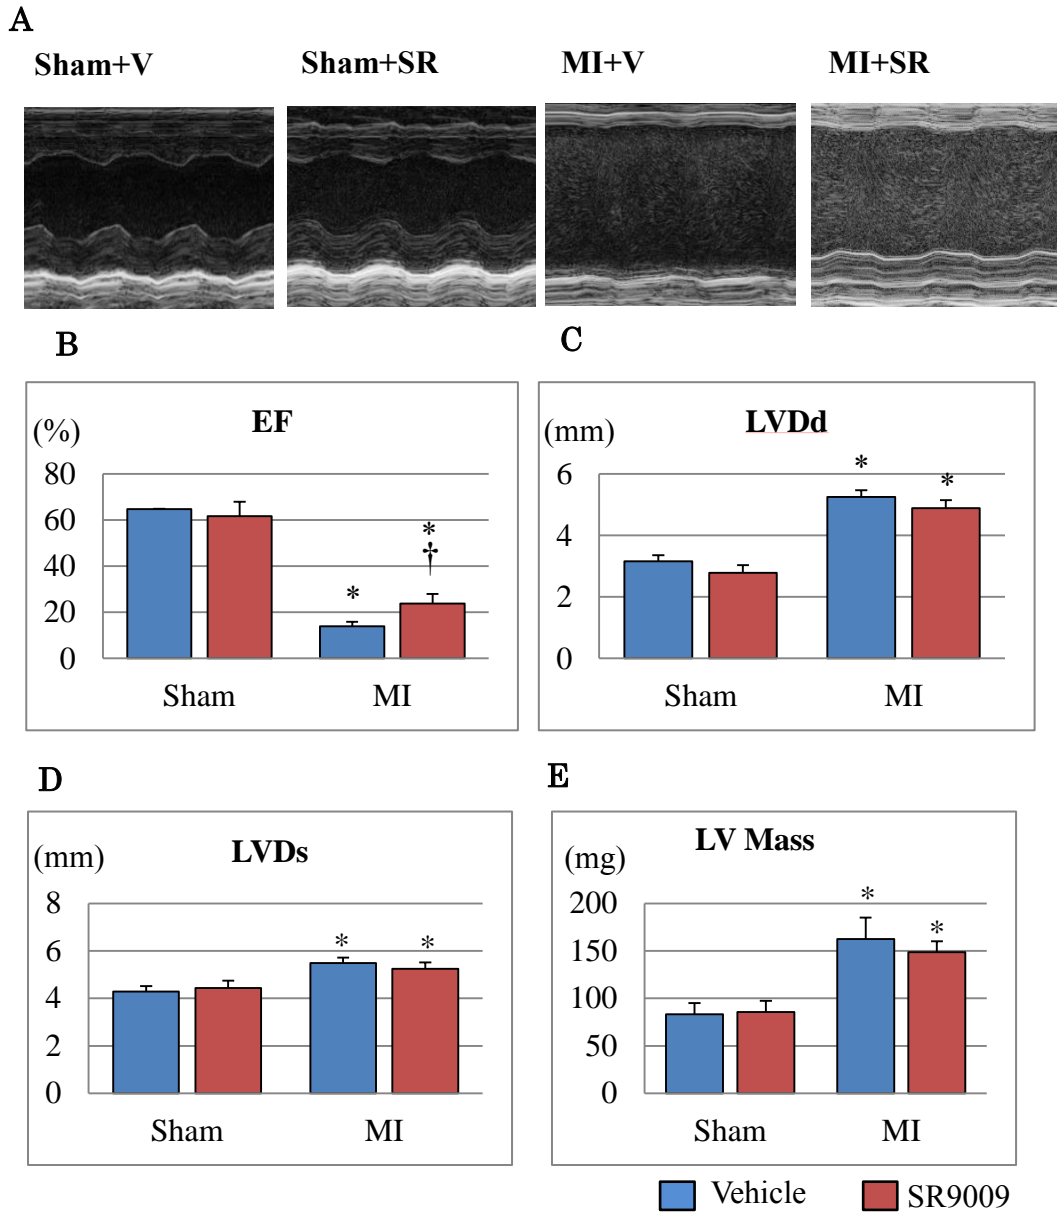 A
Sham+V Sham+SR MI+V MI+SR
B
EF
(%)
80
60
40
20
0
*
*
†
Sham MI
C
LVDd
(mm)
6
4
2
0
*
*
Sham MI
D
LVDs
(mm)
8
6
4
2
0
*
*
Sham MI
E
LV Mass
(mg)
200
150
100
50
0
*
*
Sham MI
Vehicle SR9009